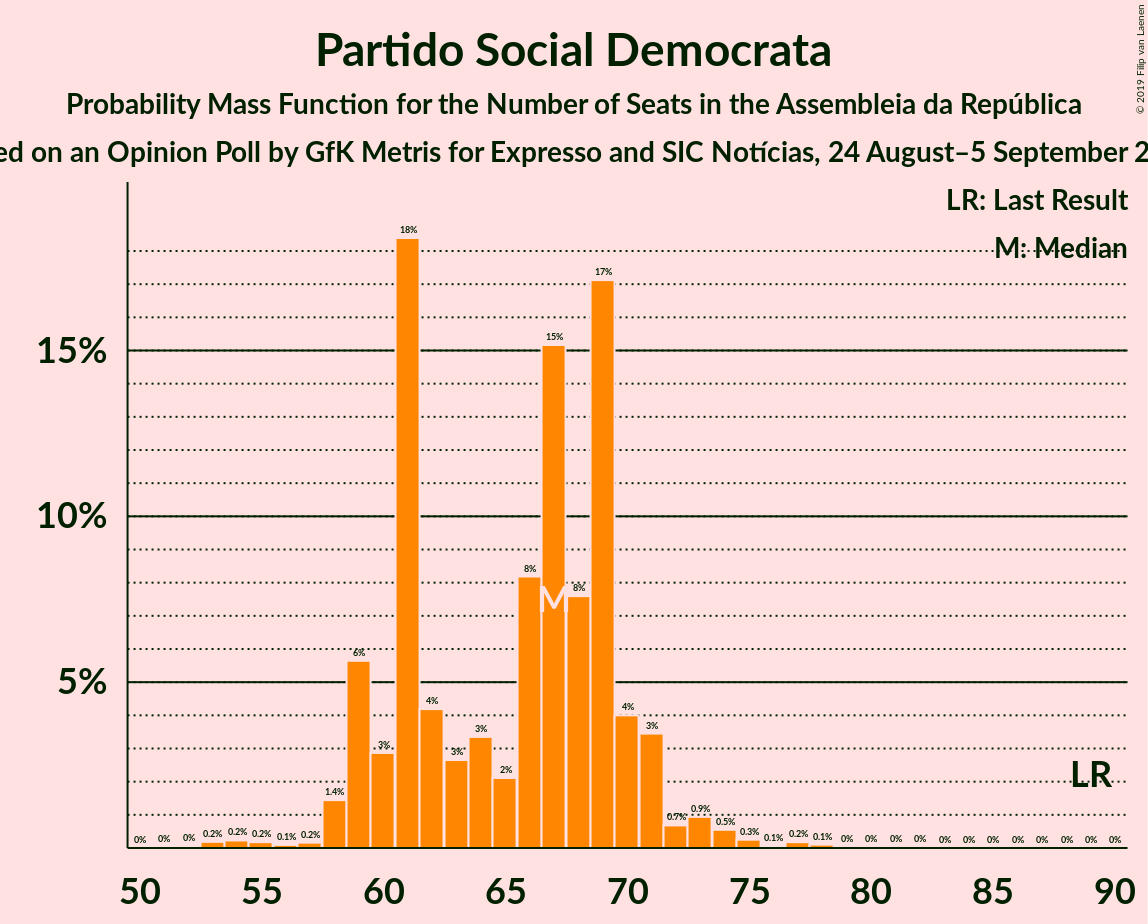 Partido Social Democrata
Probability Mass Function for the Number of Seats in the Assembleia da República
on an Opinion Poll by GfK Metris for Expresso and SIC Notícias, 24 August–5 September
© 2019 Filip van Laenen
LR: Last Result
M: Median
15%
10%
5%
0% 0% 0% 0.2% 0.2% 0.2% 0.1% 0.2% 1.4% 6% 3% 18% 4% 3% 3% 2% 8% 15% 8% 17% 4% 3% 0.7% 0.9% 0.5% 0.3% 0.1% 0.2% 0.1% 0% 0% 0% 0% 0% 0% 0% 0% 0% 0% 0% 0%
M
LR
50 55 60 65 70 75 80 85 90